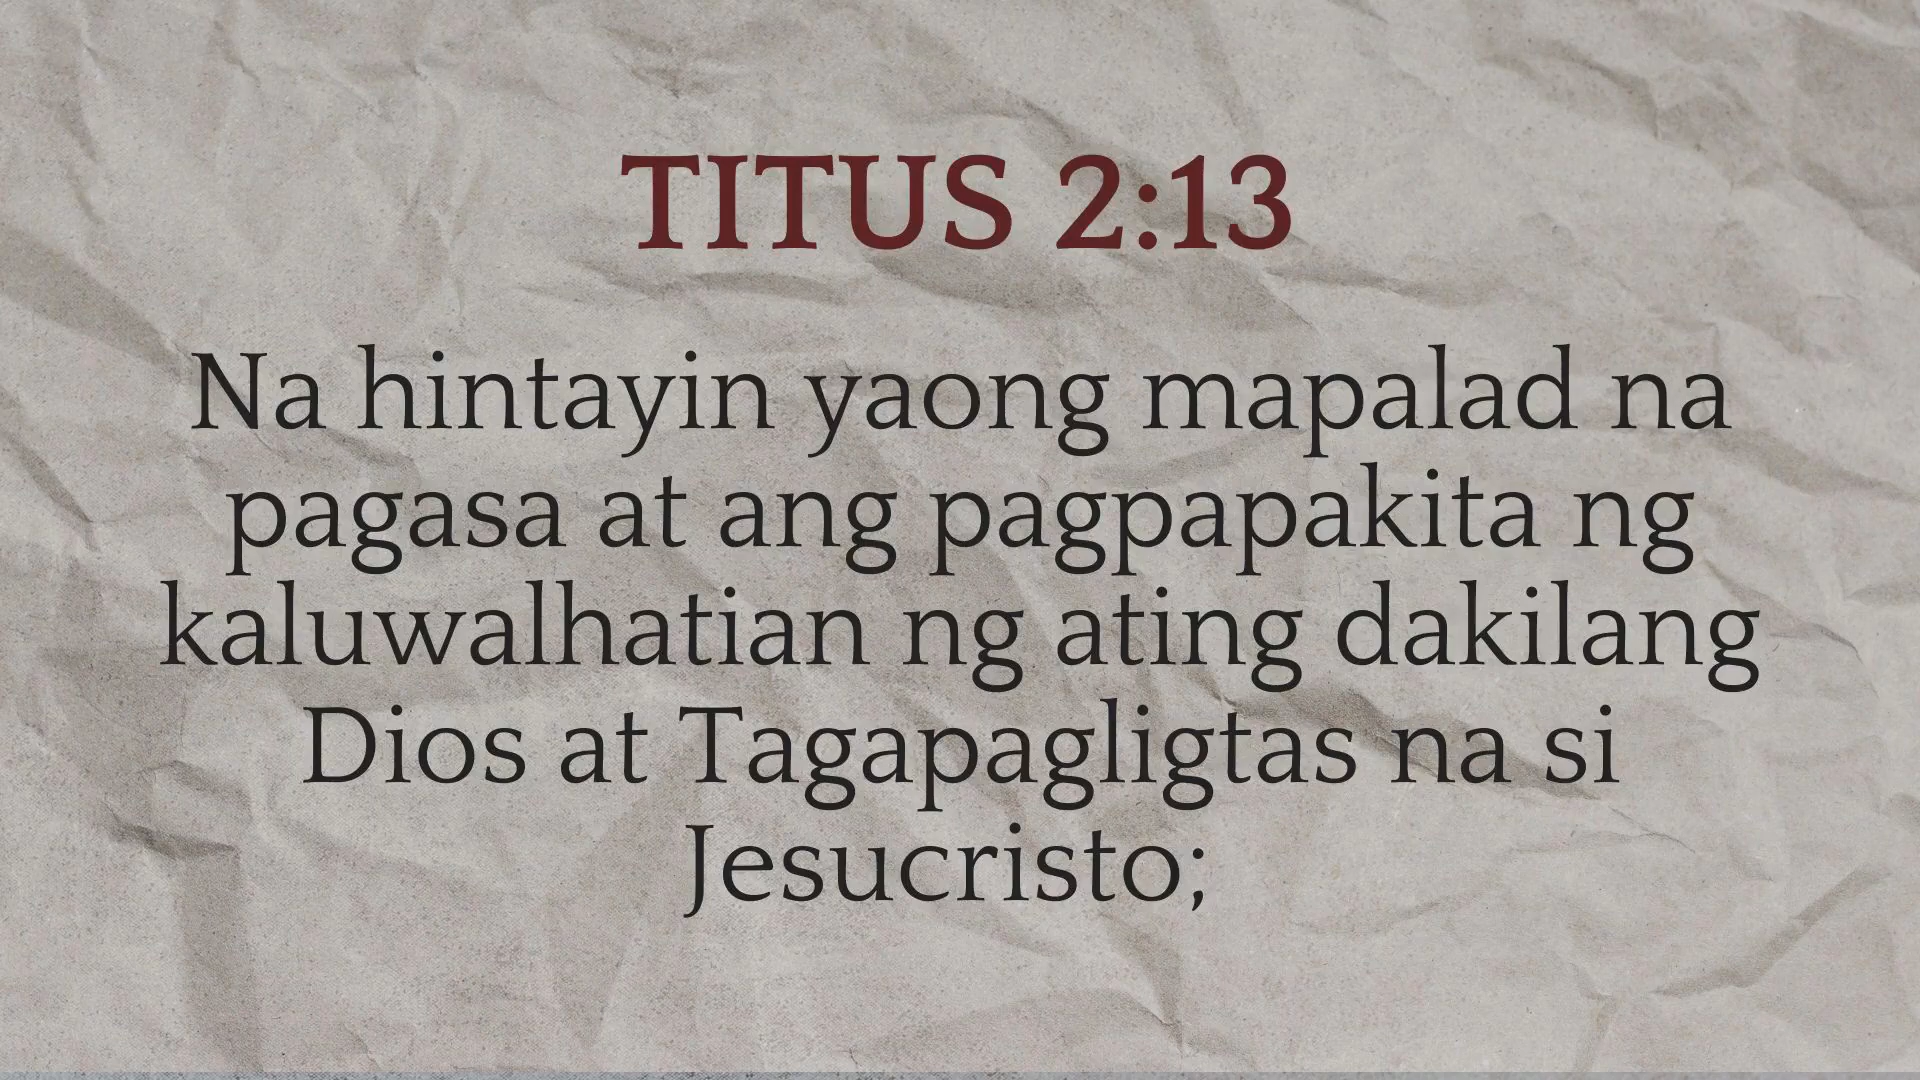 TITUS 2:13
Na hintayin yaong mapalad na
pagasa at ang pagpapakita ng
kaluwalhatian ng ating dakilang
Dios at Tagapagligtas na si
Jesucristo;